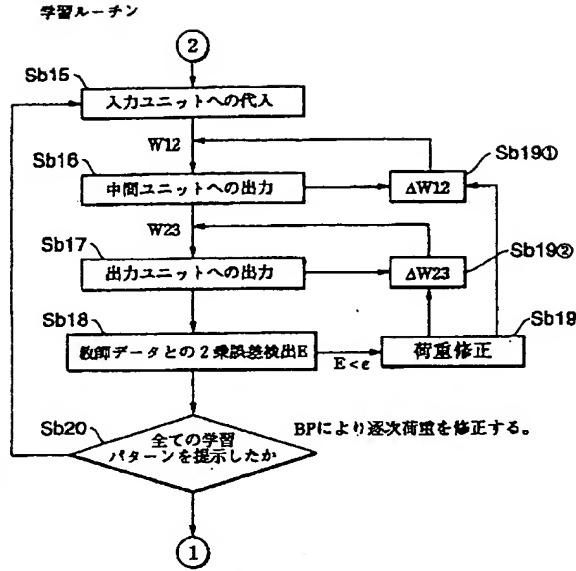 学習ルーチン
2
Sb15
入力ユニットへの代入
W12
Sb16
Sb19①
中間ユニットへの出力
ΔW12
W23
Sb17
Sb19②
出力ユニットへの出力
ΔW23
Sb18
Sb19
教師データとの2乗誤差検出E
荷重修正
E<e
Sb20
全ての学習
パターンを提示したか
BPにより逐次荷重を修正する。
1